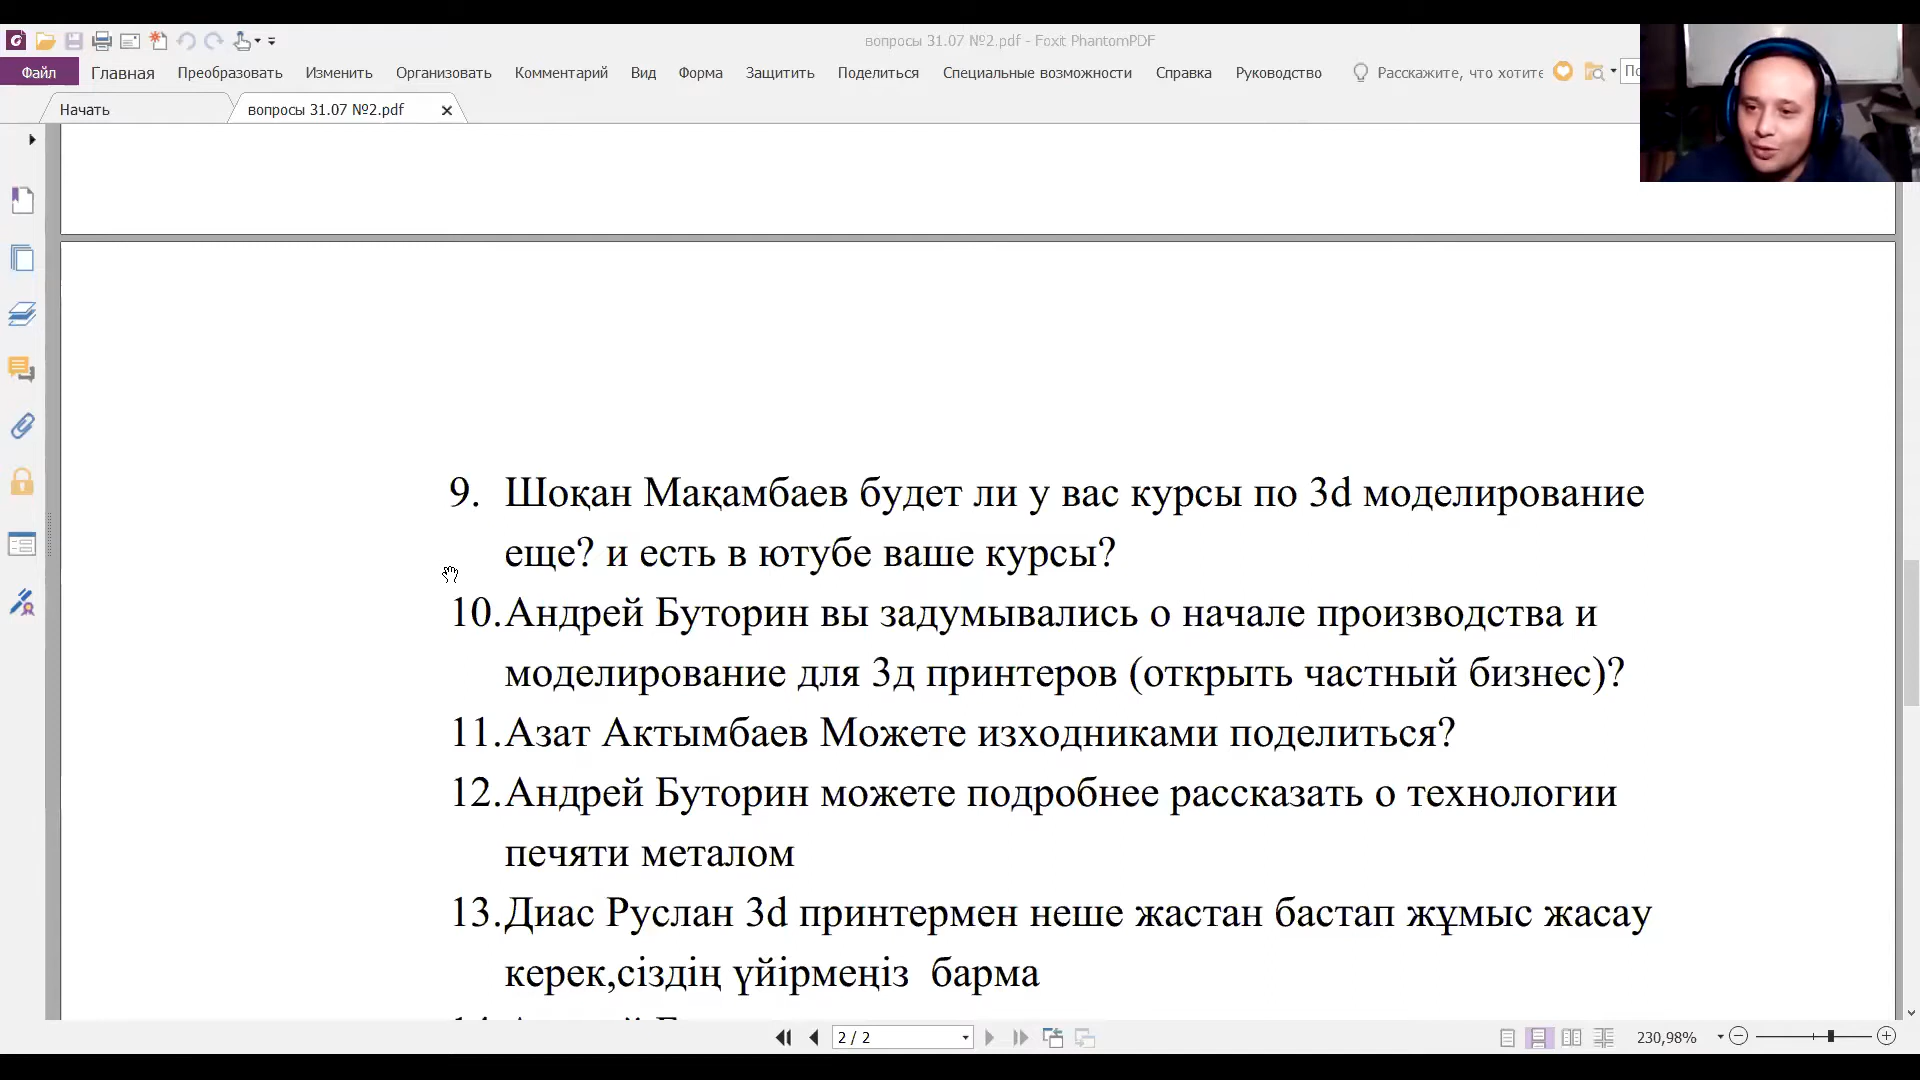 вопросы 31.07 №2.pdf - Foxit PhantomPDF
Файл Главная Преобразовать Изменить Организовать Комментарий Вид Форма Защитить Поделиться Специальные возможности Справка Руководство Расскажите, что хотите
Начать вопросы 31.07 №2.pdf
9. Шоқан Мақамбаев будет ли у вас курсы по 3d моделирование
еще? и есть в ютубе ваше курсы?
10. Андрей Буторин вы задумывались о начале производства и
моделирование для 3д принтеров (открыть частный бизнес)?
11. Азат Актымбаев Можете изходниками поделиться?
12. Андрей Буторин можете подробнее рассказать о технологии
печяти металом
13. Диас Руслан 3d принтермен неше жастан бастап жұмыс жасау
керек,сіздің үйірмеңіз барма
2 / 2 230,98%